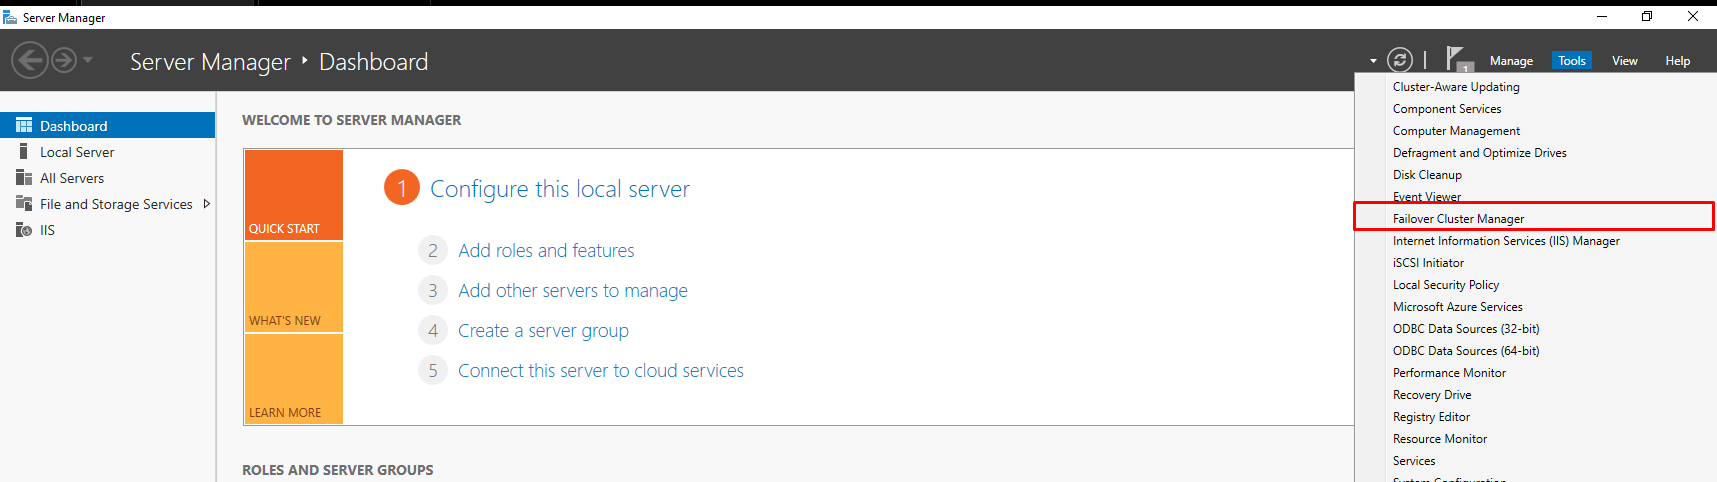 Server Manager
Server Manager ‣ Dashboard
1
Manage
Tools
View
Help
Dashboard
Local Server
All Servers
File and Storage Services
IIS
WELCOME TO SERVER MANAGER
QUICK START
WHAT'S NEW
LEARN MORE
1 Configure this local server
2 Add roles and features
3 Add other servers to manage
4 Create a server group
5 Connect this server to cloud services
ROLES AND SERVER GROUPS
Cluster-Aware Updating
Component Services
Computer Management
Defragment and Optimize Drives
Disk Cleanup
Event Viewer
Failover Cluster Manager
Internet Information Services (IIS) Manager
iSCSI Initiator
Local Security Policy
Microsoft Azure Services
ODBC Data Sources (32-bit)
ODBC Data Sources (64-bit)
Performance Monitor
Recovery Drive
Registry Editor
Resource Monitor
Services
System Configuration